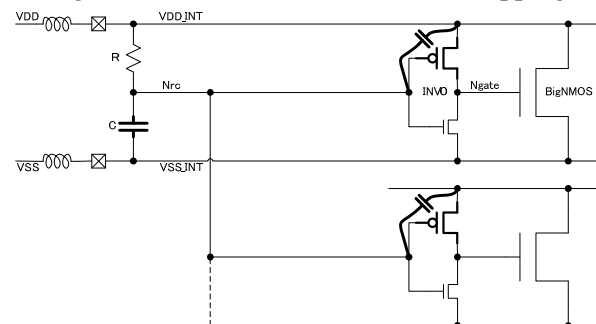 VDD VDD_INT
R
Nrc INV0 Ngate BigNMOS
C
VSS VSS_INT